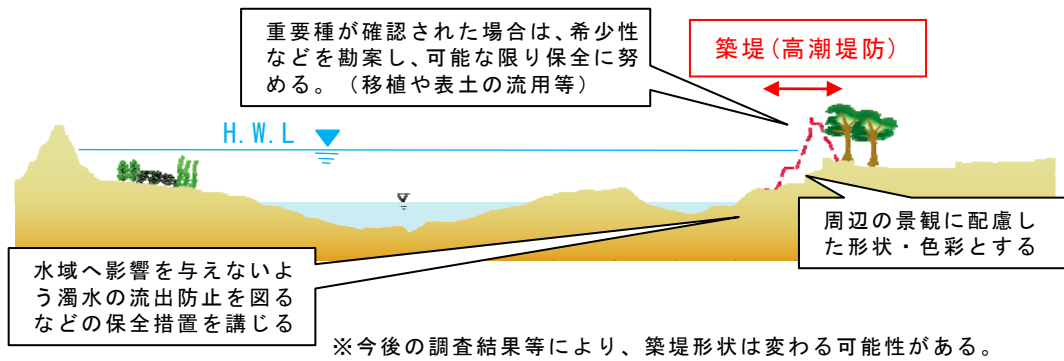 重要種が確認された場合は、希少性
などを勘案し、可能な限り保全に努
める。（移植や表土の流用等）
築堤(高潮堤防)
H.W.L
周辺の景観に配慮し
た形状・色彩とする
水域へ影響を与えないよ
う濁水の流出防止を図る
などの保全措置を講じる
※今後の調査結果等により、築堤形状は変わる可能性がある。